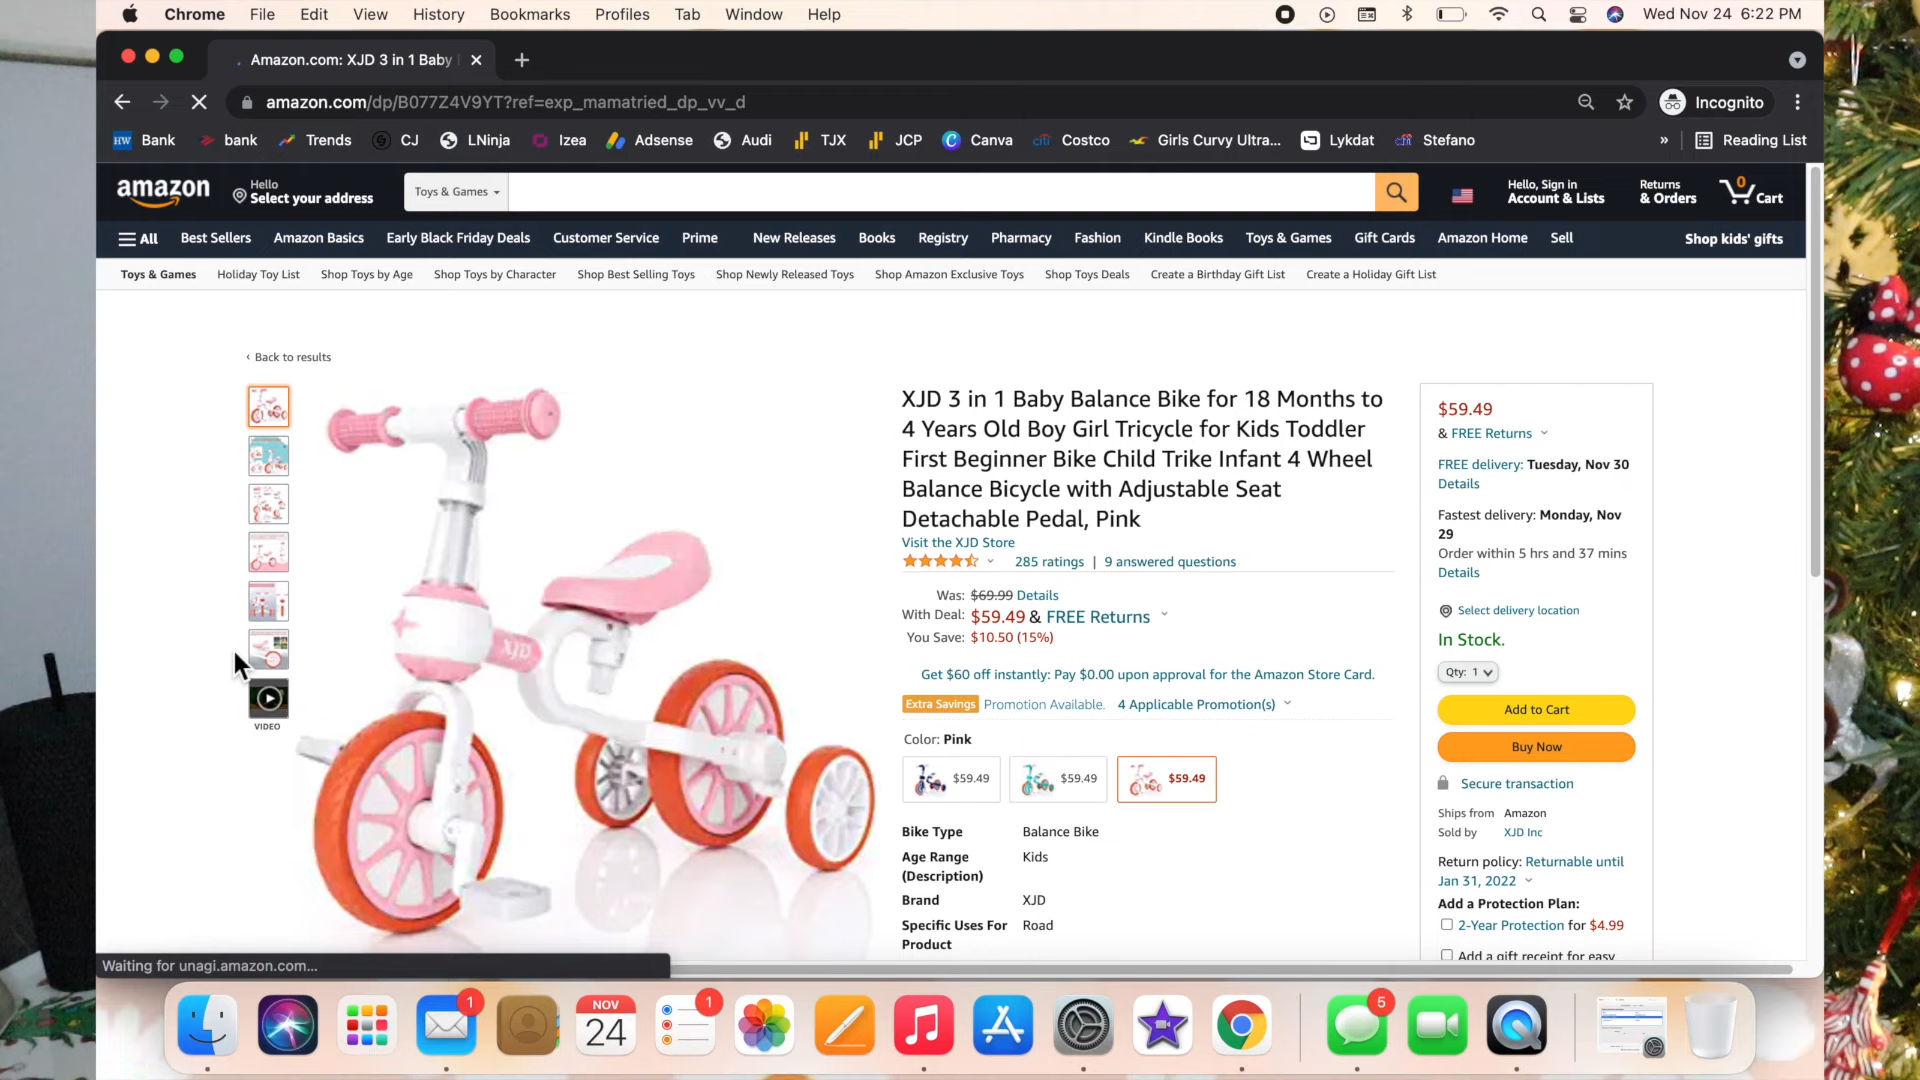 Chrome File Edit View History Bookmarks Profiles Tab Window Help Wed Nov 24 6:22 PM
Amazon.com: XJD 3 in 1 Baby
amazon.com/dp/B077Z4V9YT?ref=exp_mamatried_dp_vv_d Incognito
HW Bank bank Trends CJ LNinja Izea Adsense Audi TJX JCP Canva citi Costco Girls Curvy Ultra... Lykdat citi Stefano » Reading List
amazon Hello
Select your address
Toys & Games
Hello, Sign in
Account & Lists
Returns
& Orders
0 Cart
All Best Sellers Amazon Basics Early Black Friday Deals Customer Service Prime New Releases Books Registry Pharmacy Fashion Kindle Books Toys & Games Gift Cards Amazon Home Sell Shop kids' gifts
Toys & Games Holiday Toy List Shop Toys by Age Shop Toys by Character Shop Best Selling Toys Shop Newly Released Toys Shop Amazon Exclusive Toys Shop Toys Deals Create a Birthday Gift List Create a Holiday Gift List
‹ Back to results
VIDEO
XJD
XJD 3 in 1 Baby Balance Bike for 18 Months to
4 Years Old Boy Girl Tricycle for Kids Toddler
First Beginner Bike Child Trike Infant 4 Wheel
Balance Bicycle with Adjustable Seat
Detachable Pedal, Pink
Visit the XJD Store
285 ratings | 9 answered questions
Was: $69.99 Details
With Deal: $59.49 & FREE Returns
You Save: $10.50 (15%)
Get $60 off instantly: Pay $0.00 upon approval for the Amazon Store Card.
Extra Savings Promotion Available. 4 Applicable Promotion(s)
Color: Pink
$59.49 $59.49 $59.49
Bike Type Balance Bike
Age Range Kids
(Description)
Brand XJD
Specific Uses For Road
Product
$59.49
& FREE Returns
FREE delivery: Tuesday, Nov 30
Details
Fastest delivery: Monday, Nov
29
Order within 5 hrs and 37 mins
Details
Select delivery location
In Stock.
Qty: 1
Add to Cart
Buy Now
Secure transaction
Ships from Amazon
Sold by XJD Inc
Return policy: Returnable until
Jan 31, 2022
Add a Protection Plan:
2-Year Protection for $4.99
Add a gift receipt for easy
Waiting for unagi.amazon.com...
1 NOV 1 5
24